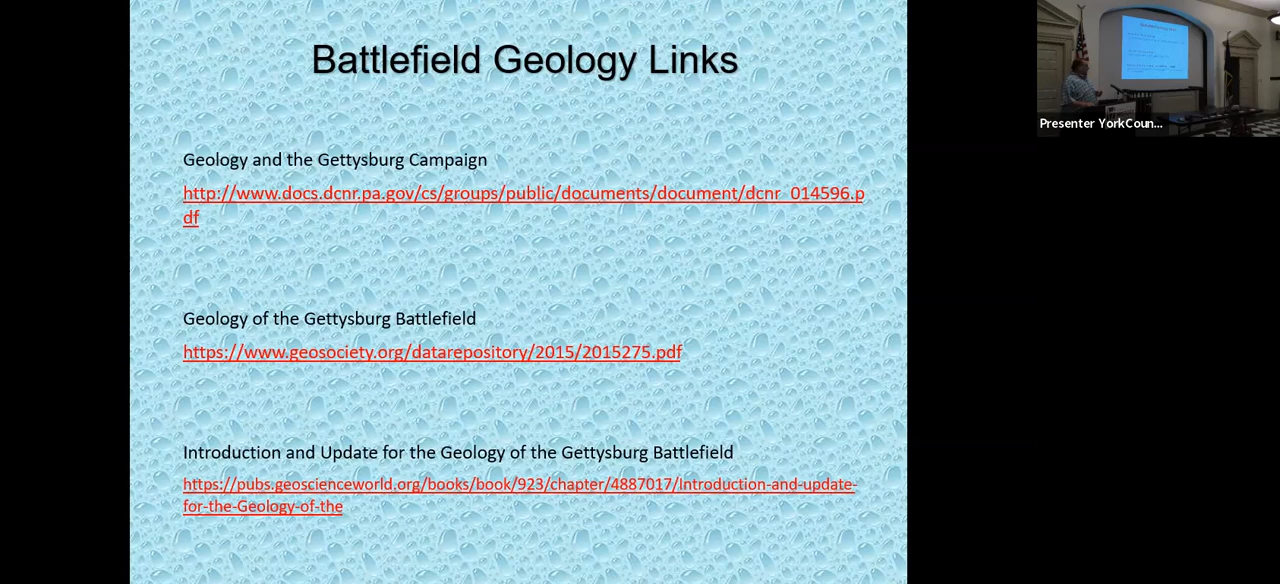 Battlefield Geology Links
Geology and the Gettysburg Campaign
http://www.docs.dcnr.pa.gov/cs/groups/public/documents/document/dcnr_014596.p
df
Geology of the Gettysburg Battlefield
https://www.geosociety.org/datarepository/2015/2015275.pdf
Introduction and Update for the Geology of the Gettysburg Battlefield
https://pubs.geoscienceworld.org/books/book/923/chapter/4887017/Introduction-and-update-
for-the-Geology-of-the
Presenter YorkCoun...